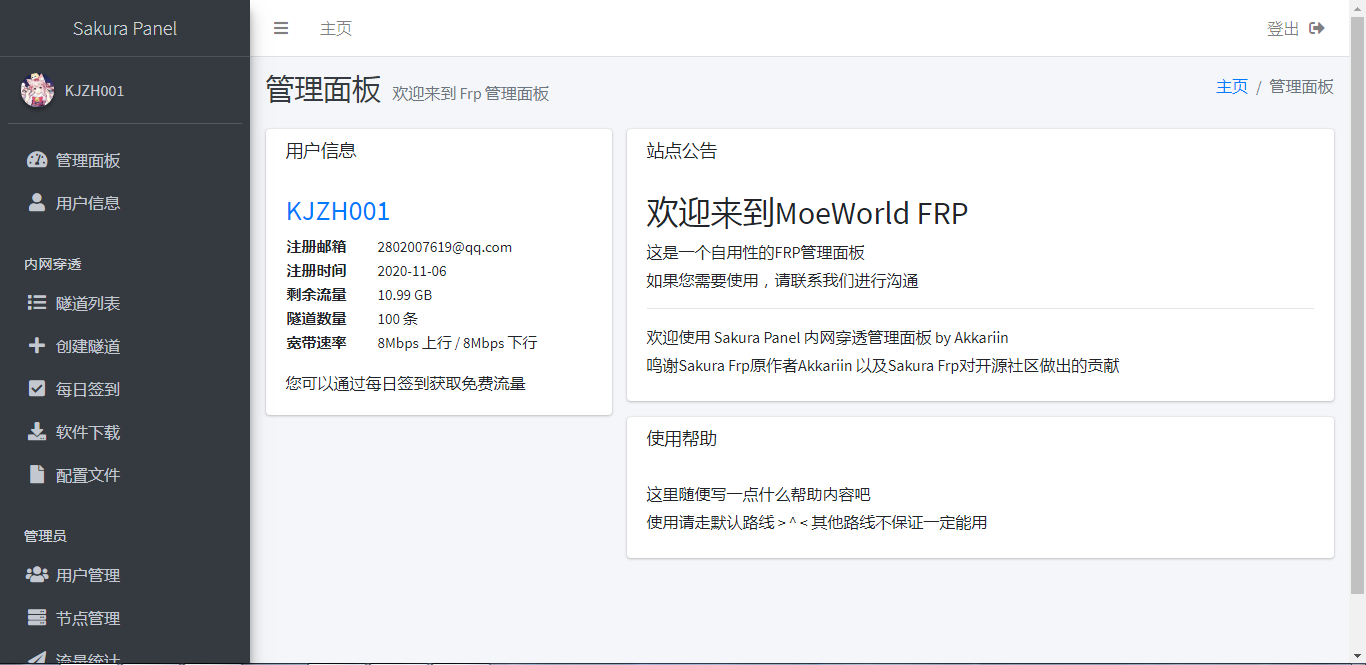 Sakura Panel
主页
登出
KJZH001
管理面板
用户信息
内网穿透
隧道列表
创建隧道
每日签到
软件下载
配置文件
管理员
用户管理
节点管理
流量统计
管理面板 欢迎来到 Frp 管理面板
主页 / 管理面板
用户信息
KJZH001
注册邮箱 2802007619@qq.com
注册时间 2020-11-06
剩余流量 10.99 GB
隧道数量 100 条
宽带速率 8Mbps 上行 / 8Mbps 下行
您可以通过每日签到获取免费流量
站点公告
欢迎来到MoeWorld FRP
这是一个自用性的FRP管理面板
如果您需要使用，请联系我们进行沟通
欢迎使用 Sakura Panel 内网穿透管理面板 by Akkariin
鸣谢Sakura Frp原作者Akkariin 以及Sakura Frp对开源社区做出的贡献
使用帮助
这里随便写一点什么帮助内容吧
使用请走默认路线 > ^ < 其他路线不保证一定能用